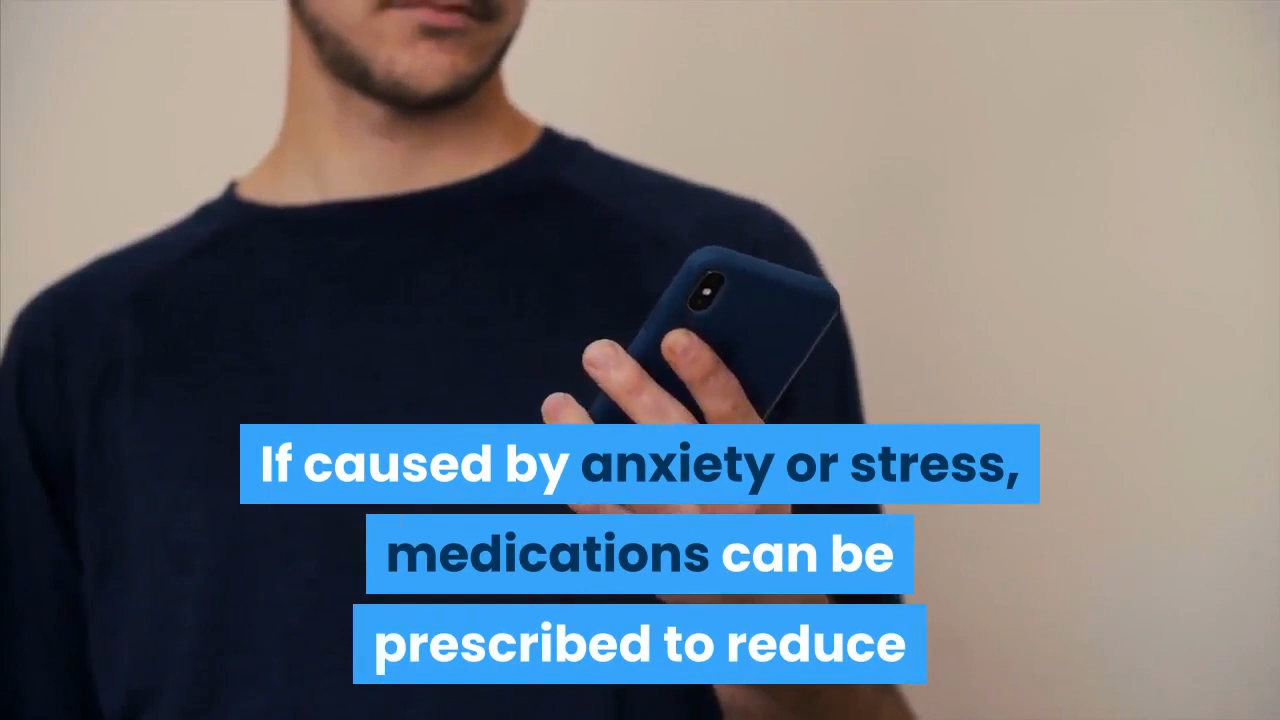 If caused by anxiety or stress,
medications can be
prescribed to reduce